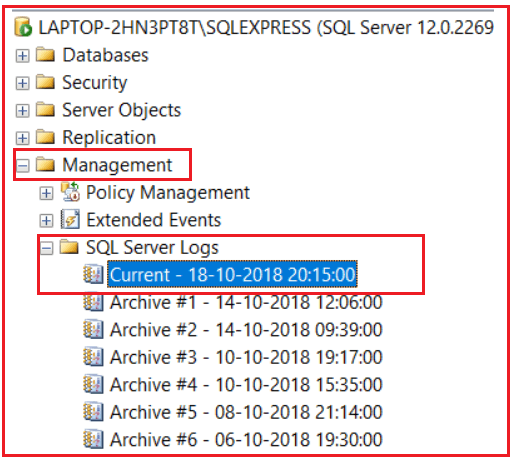 LAPTOP-2HN3PT8T\SQLEXPRESS (SQL Server 12.0.2269
Databases
Security
Server Objects
Replication
Management
Policy Management
Extended Events
SQL Server Logs
Current - 18-10-2018 20:15:00
Archive #1 - 14-10-2018 12:06:00
Archive #2 - 14-10-2018 09:39:00
Archive #3 - 10-10-2018 19:17:00
Archive #4 - 10-10-2018 15:35:00
Archive #5 - 08-10-2018 21:14:00
Archive #6 - 06-10-2018 19:30:00